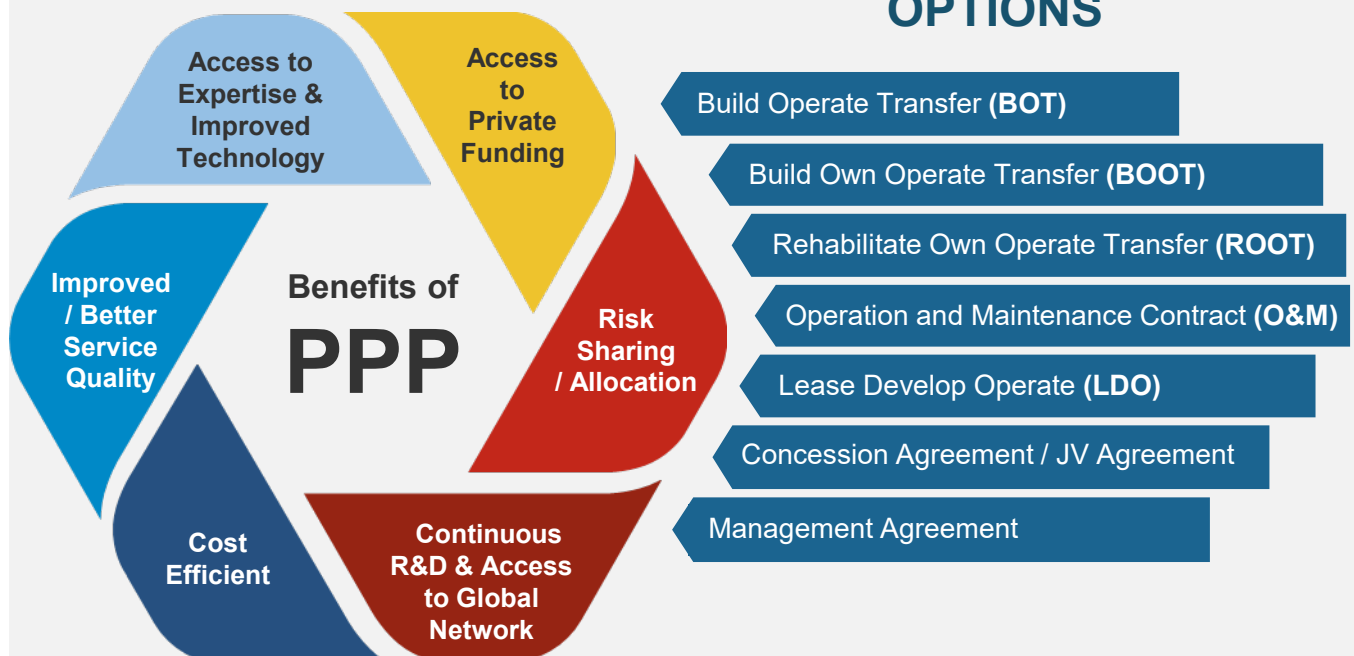 OPTIONS
Access to
Expertise &
Improved
Technology
Access
to
Private
Funding
Risk
Sharing
/ Allocation
Continuous
R&D & Access
to Global
Network
Cost
Efficient
Improved
/ Better
Service
Quality
Benefits of
PPP
Build Operate Transfer (BOT)
Build Own Operate Transfer (BOOT)
Rehabilitate Own Operate Transfer (ROOT)
Operation and Maintenance Contract (O&M)
Lease Develop Operate (LDO)
Concession Agreement / JV Agreement
Management Agreement